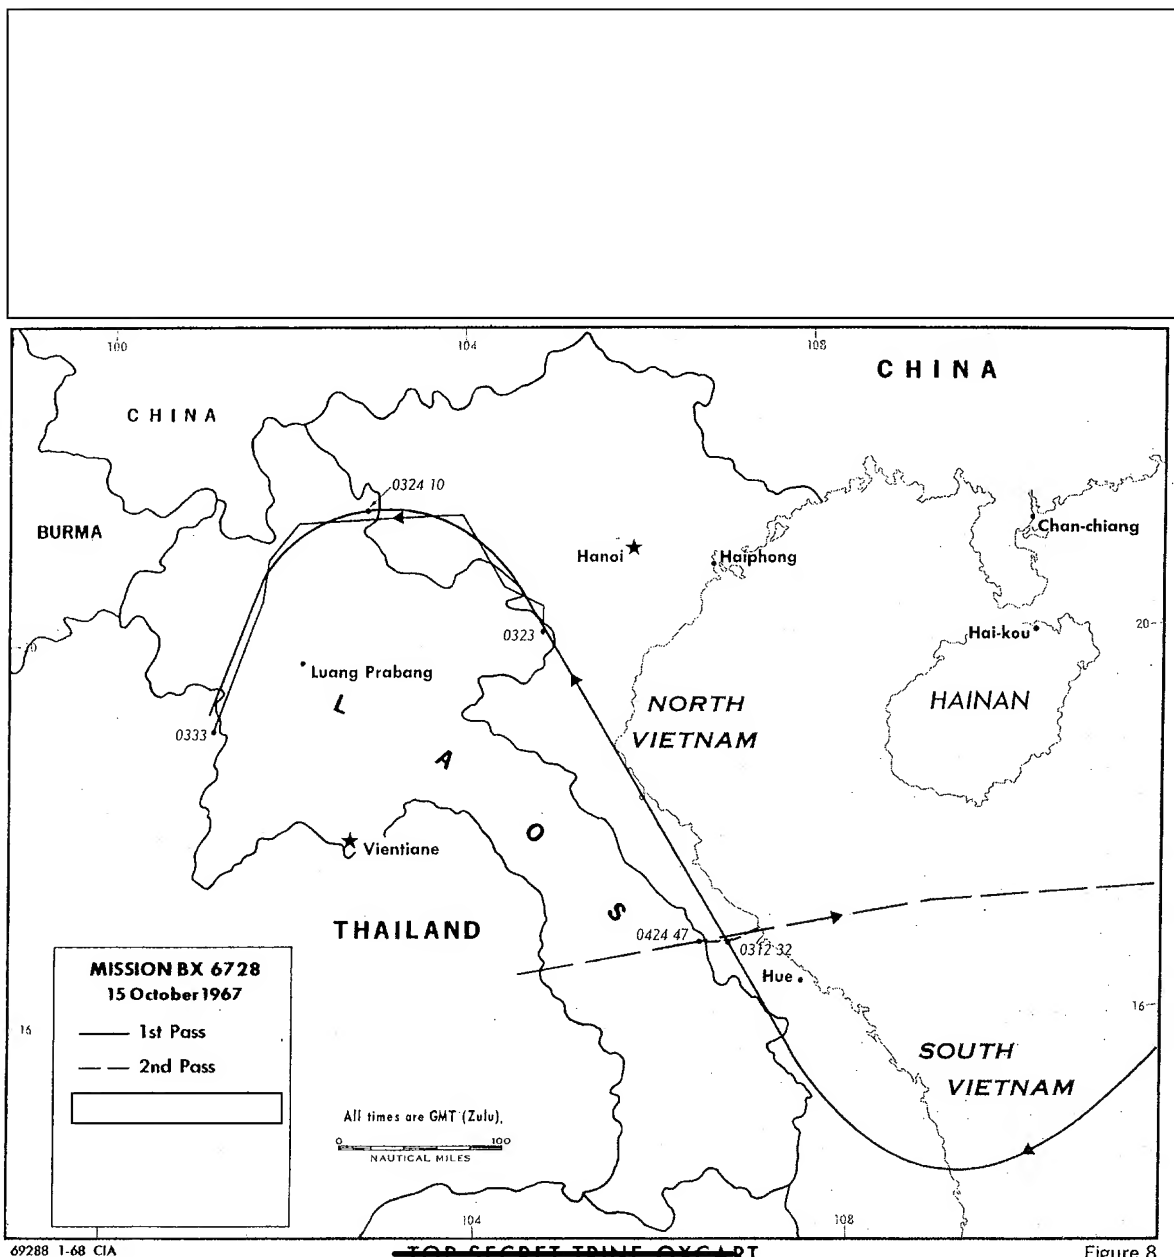 100
104
108
CHINA
CHINA
0324 10
BURMA
Hanoi
Haiphong
Chan-chiang
0323
Hai-kou
20
Luang Prabang
NORTH
VIETNAM
HAINAN
0333
L
A
O
S
Vientiane
THAILAND
0424 47
0312 32
Hue
MISSION BX 6728
15 October 1967
1st Pass
2nd Pass
16
16
SOUTH
VIETNAM
All times are GMT (Zulu),
0 100
NAUTICAL MILES
104
108
69288 1-68 CIA
TOP SECRET TRINE OXCART
Figure 8